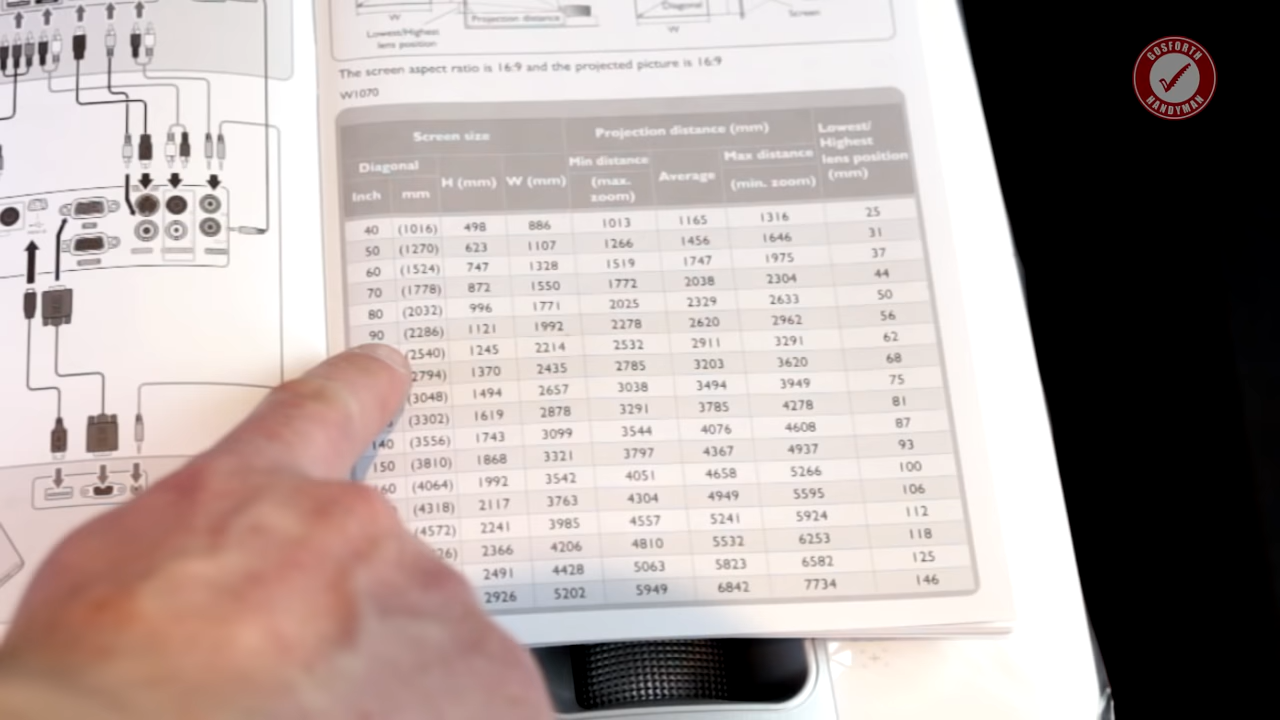 GOSFORTH
HANDYMAN
W
Projection distance
Diagonal
W
Screen
Lowest/Highest
lens position
The screen aspect ratio is 16:9 and the projected picture is 16:9
W1070
Screen size Projection distance (mm) Lowest/
Highest
lens position
(mm)
Diagonal H (mm) W (mm) Min distance Average Max distance
Inch mm (max. zoom) (min. zoom)
40 (1016) 498 886 1013 1165 1316 25
50 (1270) 623 1107 1266 1456 1646 31
60 (1524) 747 1328 1519 1747 1975 37
70 (1778) 872 1550 1772 2038 2304 44
80 (2032) 996 1771 2025 2329 2633 50
90 (2286) 1121 1992 2278 2620 2962 56
(2540) 1245 2214 2532 2911 3291 62
2794) 1370 2435 2785 3203 3620 68
(3048) 1494 2657 3038 3494 3949 75
(3302) 1619 2878 3291 3785 4278 81
140 (3556) 1743 3099 3544 4076 4608 87
150 (3810) 1868 3321 3797 4367 4937 93
60 (4064) 1992 3542 4051 4658 5266 100
(4318) 2117 3763 4304 4949 5595 106
(4572) 2241 3985 4557 5241 5924 112
26) 2366 4206 4810 5532 6253 118
2491 4428 5063 5823 6582 125
2926 5202 5949 6842 7734 146